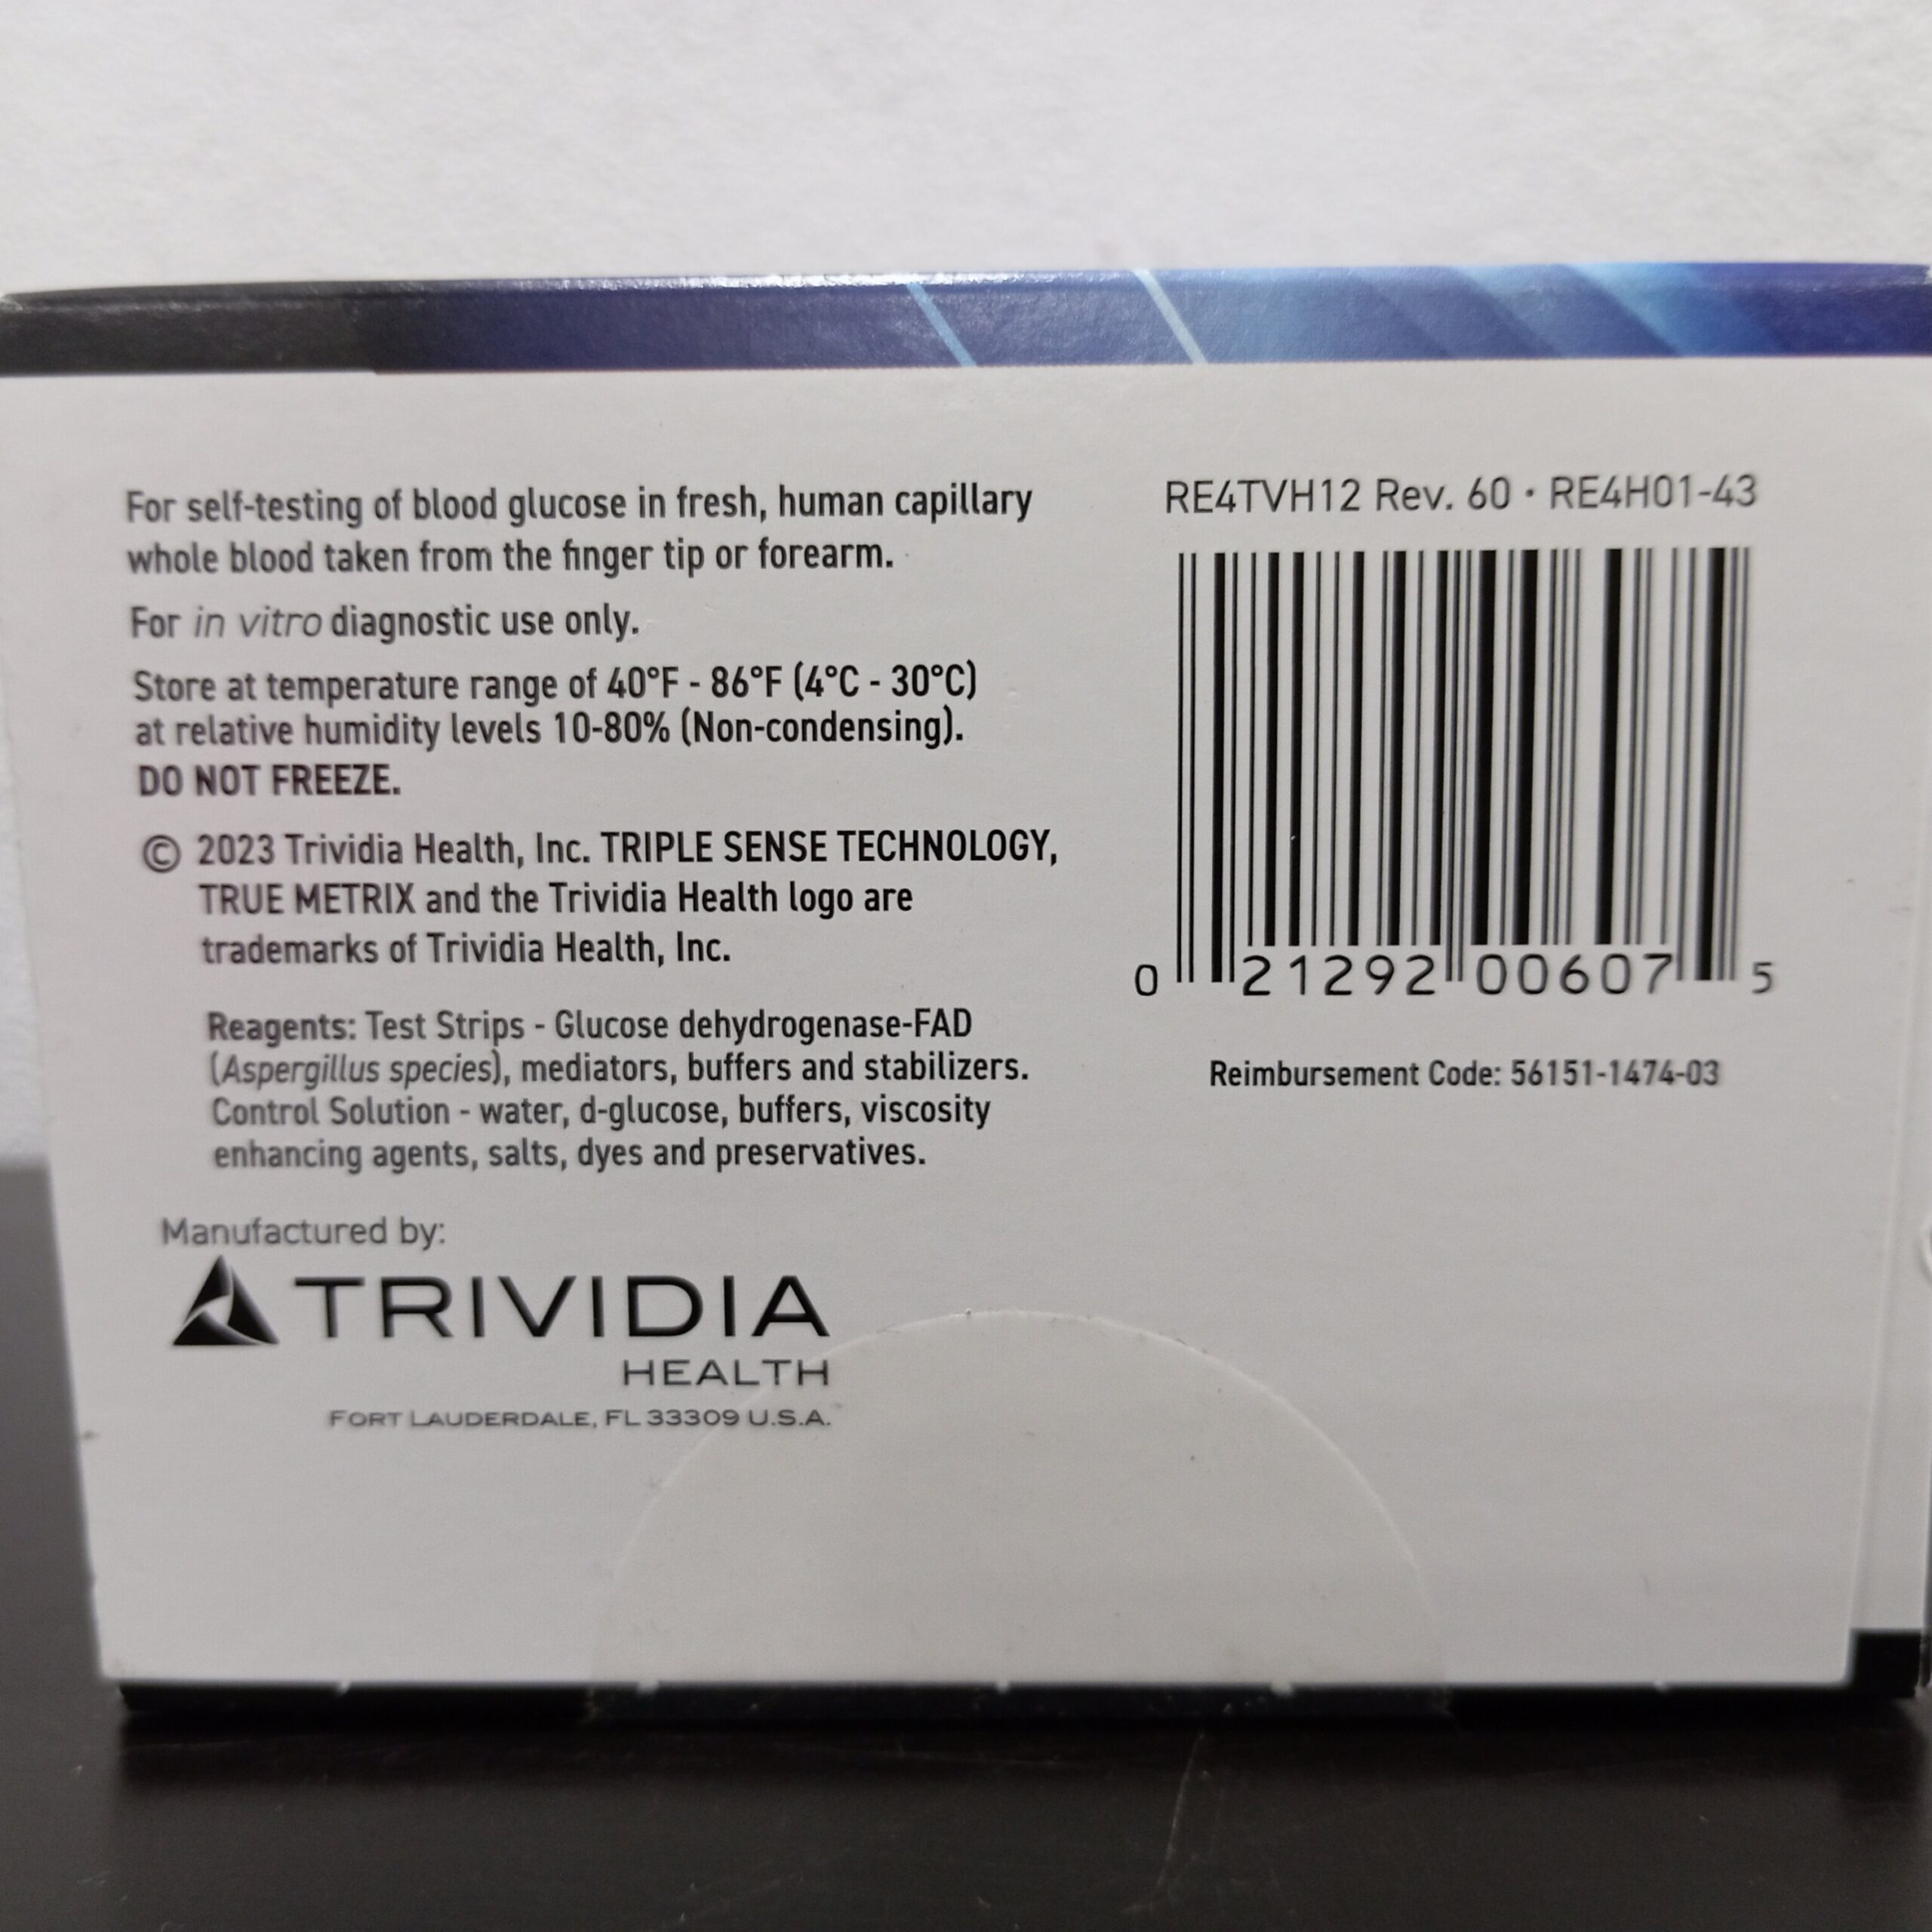 For self-testing of blood glucose in fresh, human capillary
whole blood taken from the finger tip or forearm.
For in vitro diagnostic use only.
Store at temperature range of 40°F - 86°F (4°C - 30°C)
at relative humidity levels 10-80% (Non-condensing).
DO NOT FREEZE.
© 2023 Trividia Health, Inc. TRIPLE SENSE TECHNOLOGY,
TRUE METRIX and the Trividia Health logo are
trademarks of Trividia Health, Inc.
Reagents: Test Strips - Glucose dehydrogenase-FAD
(Aspergillus species), mediators, buffers and stabilizers.
Control Solution - water, d-glucose, buffers, viscosity
enhancing agents, salts, dyes and preservatives.
Manufactured by:
TRIVIDIA
HEALTH
FORT LAUDERDALE, FL 33309 U.S.A.
RE4TVH12 Rev. 60 · RE4H01-43
0 21292 00607 5
Reimbursement Code: 56151-1474-03